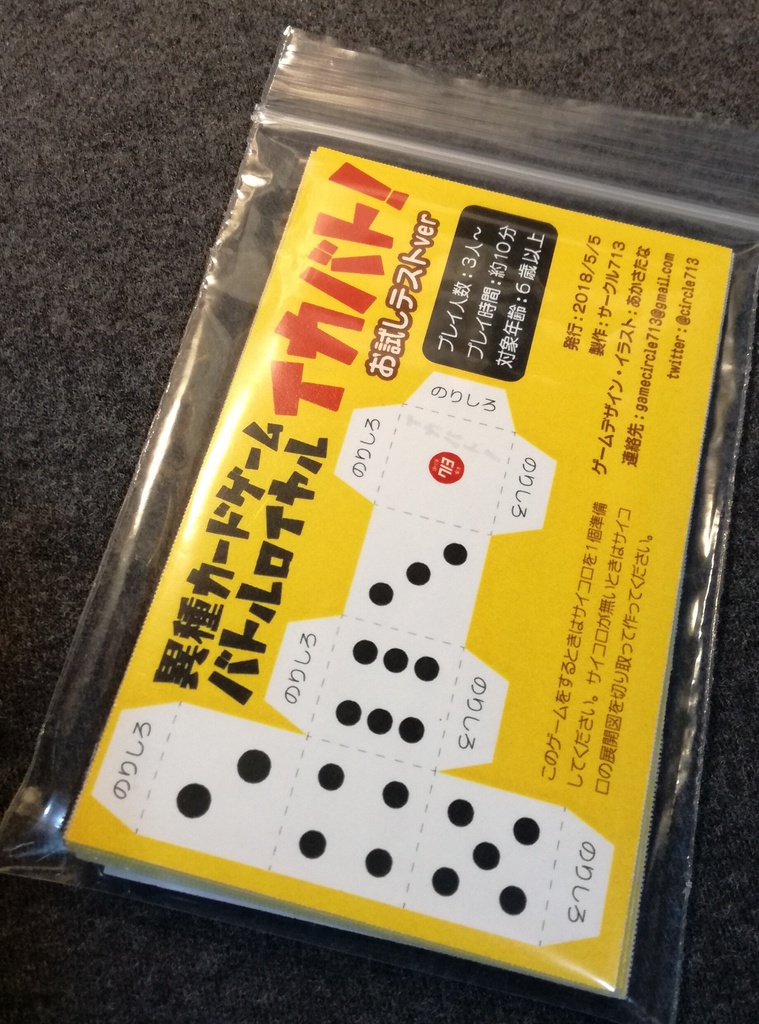 異種カードゲーム
バトルロイヤル
イカバト!
お試しテストver
プレイ人数:3人~
プレイ時間:約10分
対象年齢:6歳以上
発行:2018/5/5
製作:サークル713
ゲームデザイン・イラスト:あかさたな
連絡先:gamecircle713@gmail.com
twitter:@circle713
のりしろ
のりしろ
のりしろ
イカバト!
713
のりしろ
のりしろ
のりしろ
のりしろ
このゲームをするときはサイコロを1個準備
してください。サイコロが無いときはサイコ
ロの展開図を切り取って作ってください。